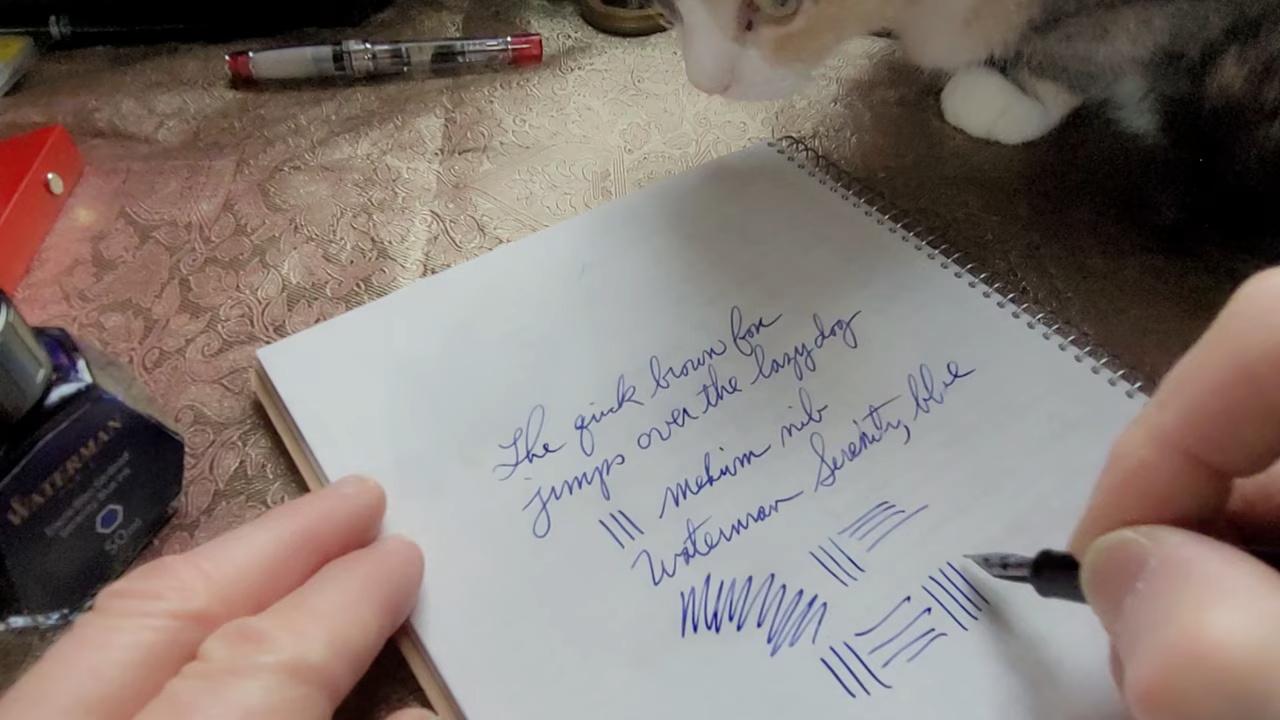 The quick brown fox
jumps over the lazy dog
medium nib
Waterman Serenity, blue
WATERMAN
50ml